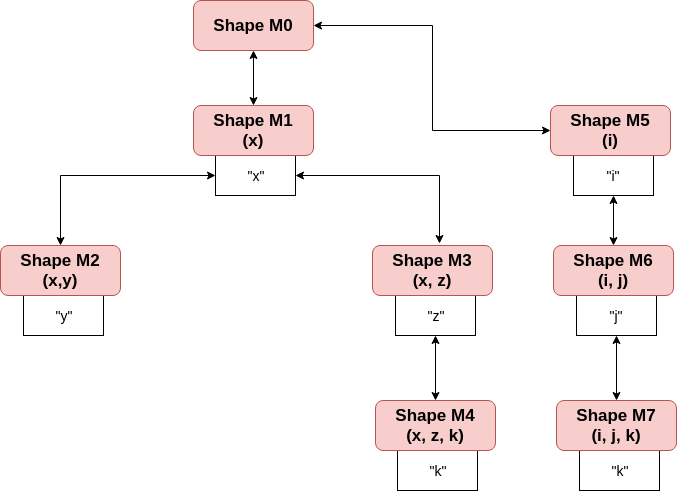 Shape M0
Shape M1
(x)
"x"
Shape M5
(i)
"i"
Shape M2
(x,y)
"y"
Shape M3
(x, z)
"z"
Shape M6
(i, j)
"j"
Shape M4
(x, z, k)
"k"
Shape M7
(i, j, k)
"k"